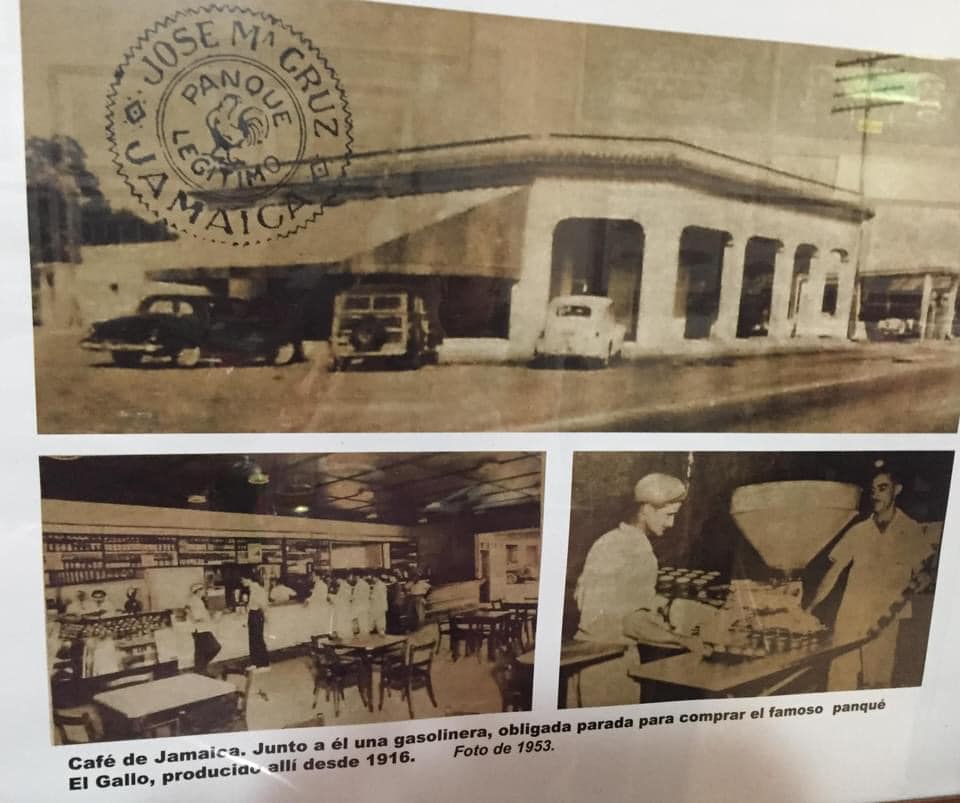 JOSE Mª CRUZ
PANQUE
LEGITIMO
JAMAICA
Café de Jamaica. Junto a él una gasolinera, obligada parada para comprar el famoso panqué
El Gallo, producido allí desde 1916. Foto de 1953.